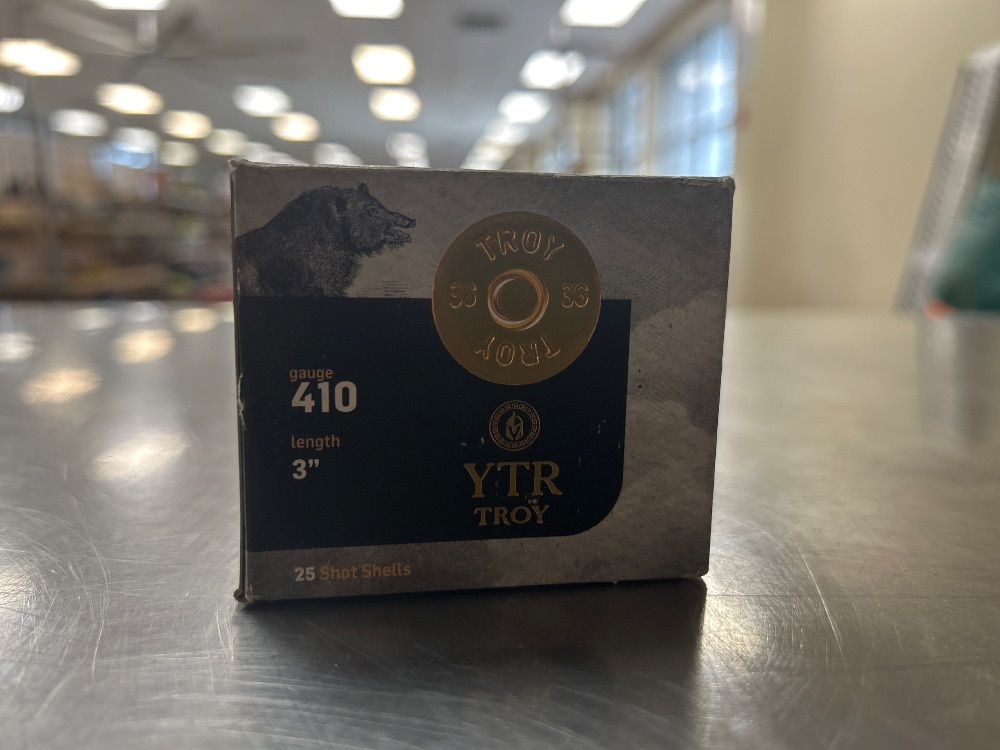 TROY
36 36
TROY
gauge
410
length
3”
YTR
TROY
25 Shot Shells